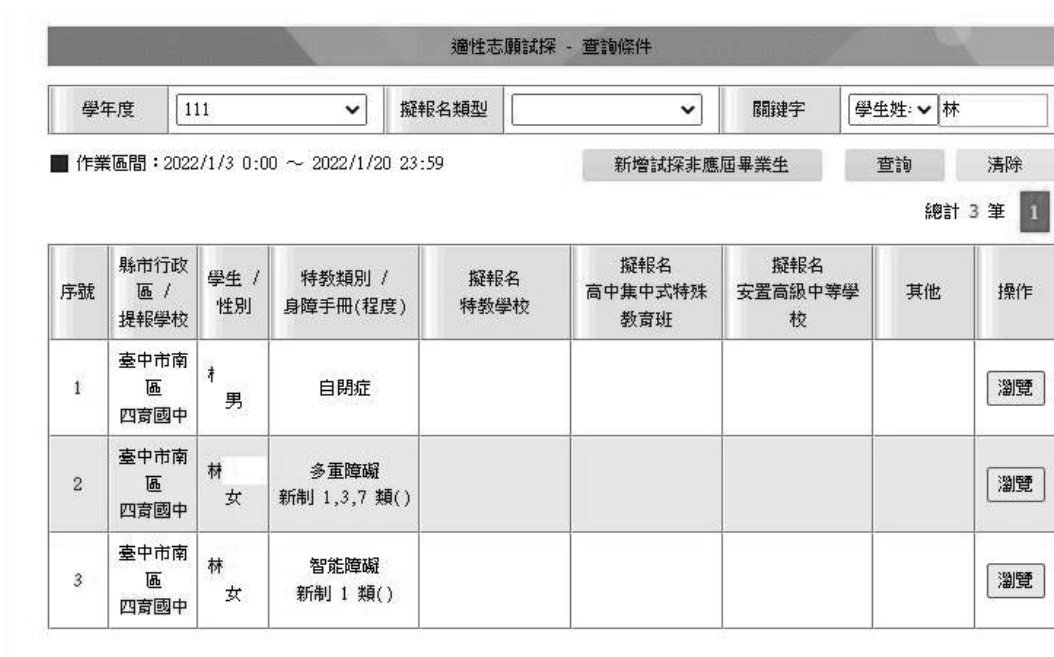 適性志願試探 - 查詢條件
學年度 111 擬報名類型 關鍵字 學生姓: 林
■ 作業區間：2022/1/3 0:00 ～ 2022/1/20 23:59 新增試探非應屆畢業生 查詢 清除
總計 3 筆 1
序號 縣市行政區 / 提報學校 學生 / 性別 特教類別 / 身障手冊(程度) 擬報名 特教學校 擬報名 高中集中式特殊教育班 擬報名 安置高級中等學校 其他 操作
1 臺中市南區 四育國中 男 自閉症 瀏覽
2 臺中市南區 四育國中 林 女 多重障礙 新制 1,3,7 類() 瀏覽
3 臺中市南區 四育國中 林 女 智能障礙 新制 1 類() 瀏覽